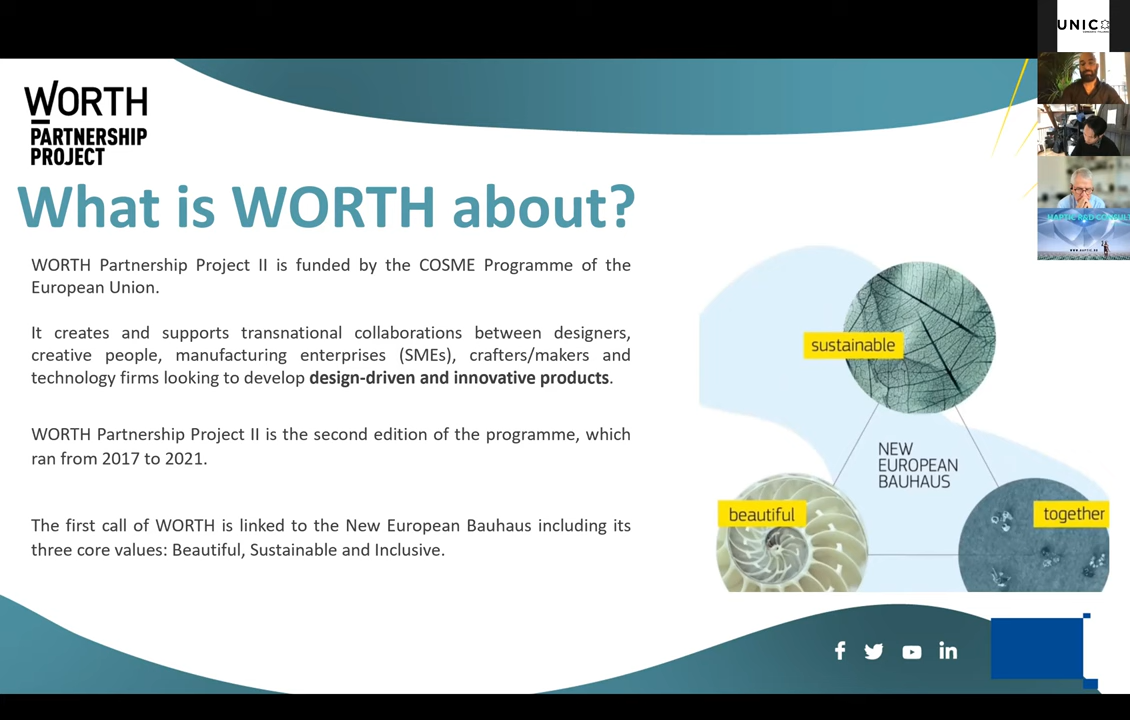 UNIC
WORTH
PARTNERSHIP
PROJECT
What is WORTH about?
WORTH Partnership Project II is funded by the COSME Programme of the
European Union.
It creates and supports transnational collaborations between designers,
creative people, manufacturing enterprises (SMEs), crafters/makers and
technology firms looking to develop design-driven and innovative products.
WORTH Partnership Project II is the second edition of the programme, which
ran from 2017 to 2021.
The first call of WORTH is linked to the New European Bauhaus including its
three core values: Beautiful, Sustainable and Inclusive.
sustainable
NEW
EUROPEAN
BAUHAUS
beautiful
together